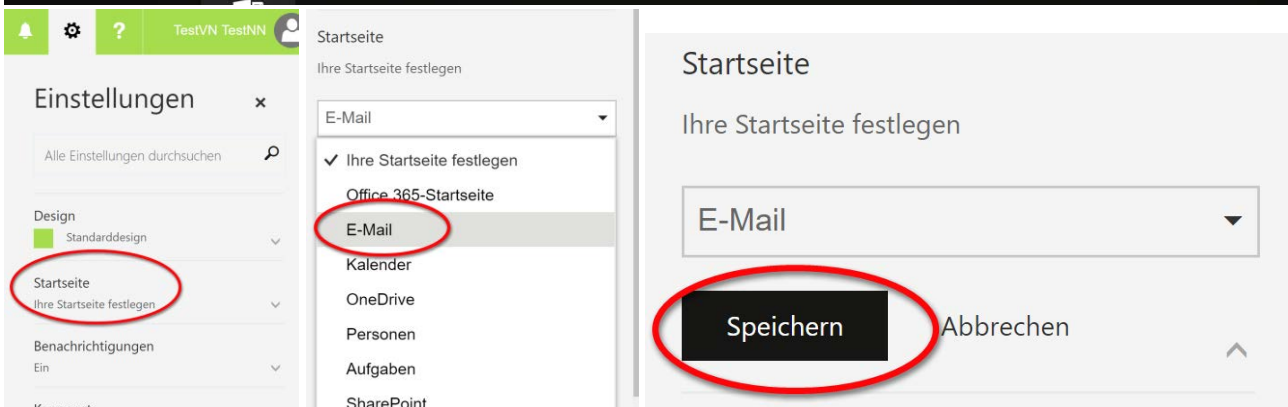 ?
TestVN TestNN
Einstellungen
Alle Einstellungen durchsuchen
Design
Standarddesign
Startseite
Ihre Startseite festlegen
Benachrichtigungen
Ein
Startseite
Ihre Startseite festlegen
E-Mail
Ihre Startseite festlegen
Office 365-Startseite
E-Mail
Kalender
OneDrive
Personen
Aufgaben
SharePoint
Startseite
Ihre Startseite festlegen
E-Mail
Speichern Abbrechen